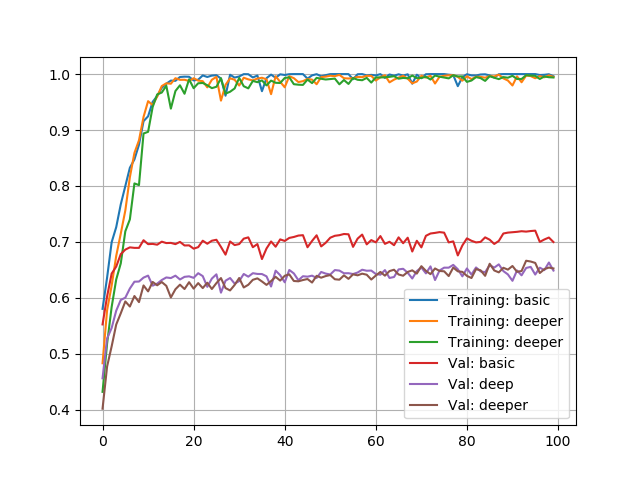 1.0
0.9
0.8
0.7
0.6
0.5
0.4
0
20
40
60
80
100
Training: basic
Training: deeper
Training: deeper
Val: basic
Val: deep
Val: deeper